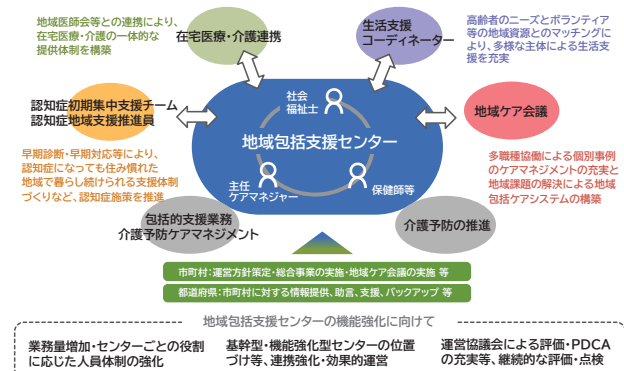 地域医師会等との連携により、
在宅医療・介護の一体的な
提供体制を構築
在宅医療・介護連携
生活支援
コーディネーター
高齢者のニーズとボランティア
等の地域資源とのマッチングに
より、多様な主体による生活支
援を充実
認知症初期集中支援チーム
認知症地域支援推進員
早期診断・早期対応等により、
認知症になっても住み慣れた
地域で暮らし続けられる支援体制
づくりなど、認知症施策を推進
社会
福祉士
地域包括支援センター
主任
ケアマネジャー
保健師等
地域ケア会議
多職種協働による個別事例
のケアマネジメントの充実と
地域課題の解決による地域
包括ケアシステムの構築
包括的支援業務
介護予防ケアマネジメント
介護予防の推進
市町村：運営方針策定・総合事業の実施・地域ケア会議の実施 等
都道府県：市町村に対する情報提供、助言、支援、バックアップ 等
地域包括支援センターの機能強化に向けて
業務量増加・センターごとの役割
に応じた人員体制の強化
基幹型・機能強化型センターの位置
づけ等、連携強化・効果的運営
運営協議会による評価・PDCA
の充実等、継続的な評価・点検